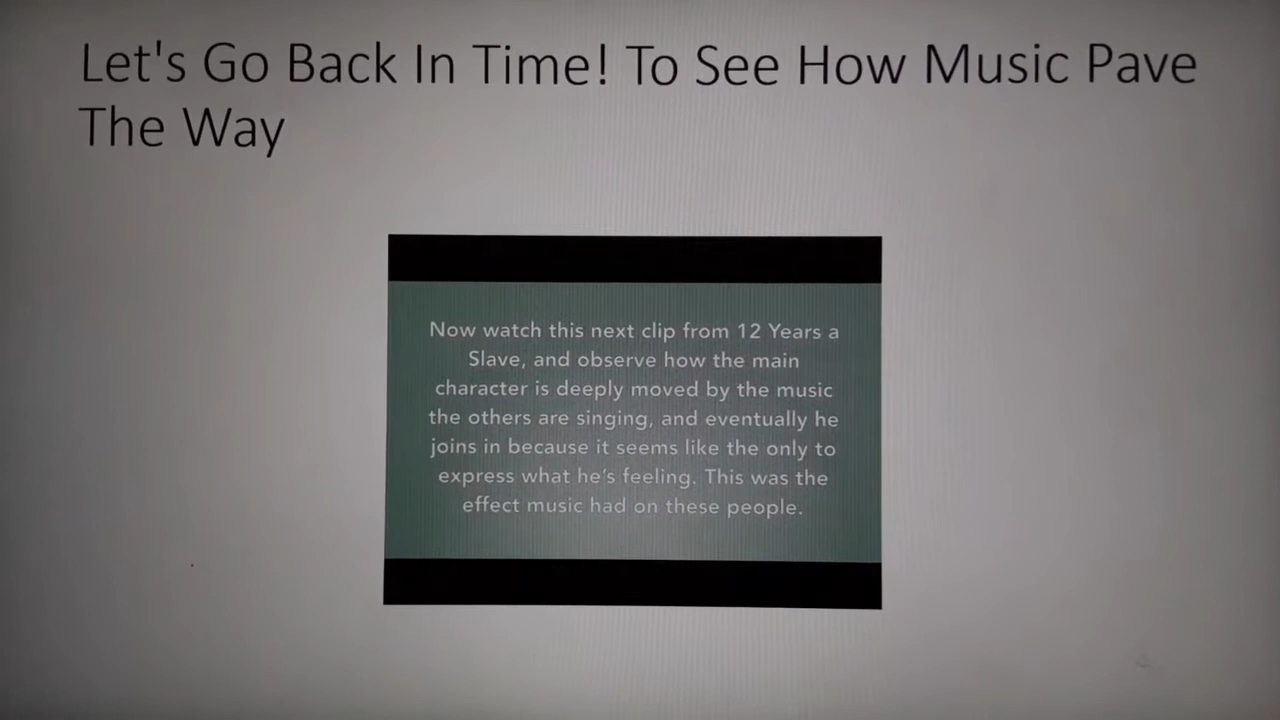 Let's Go Back In Time! To See How Music Pave
The Way
Now watch this next clip from 12 Years a
Slave, and observe how the main
character is deeply moved by the music
the others are singing, and eventually he
joins in because it seems like the only to
express what he's feeling. This was the
effect music had on these people.